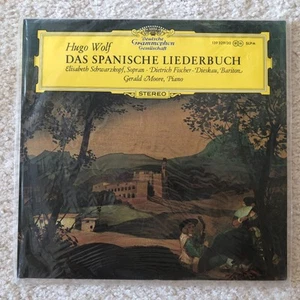 Deutsche
Grammophon
Gesellschaft
Hugo Wolf
DAS SPANISCHE LIEDERBUCH
Elisabeth Schwarzkopf, Sopran · Dietrich Fischer-Dieskau, Bariton
Gerald Moore, Piano
STEREO